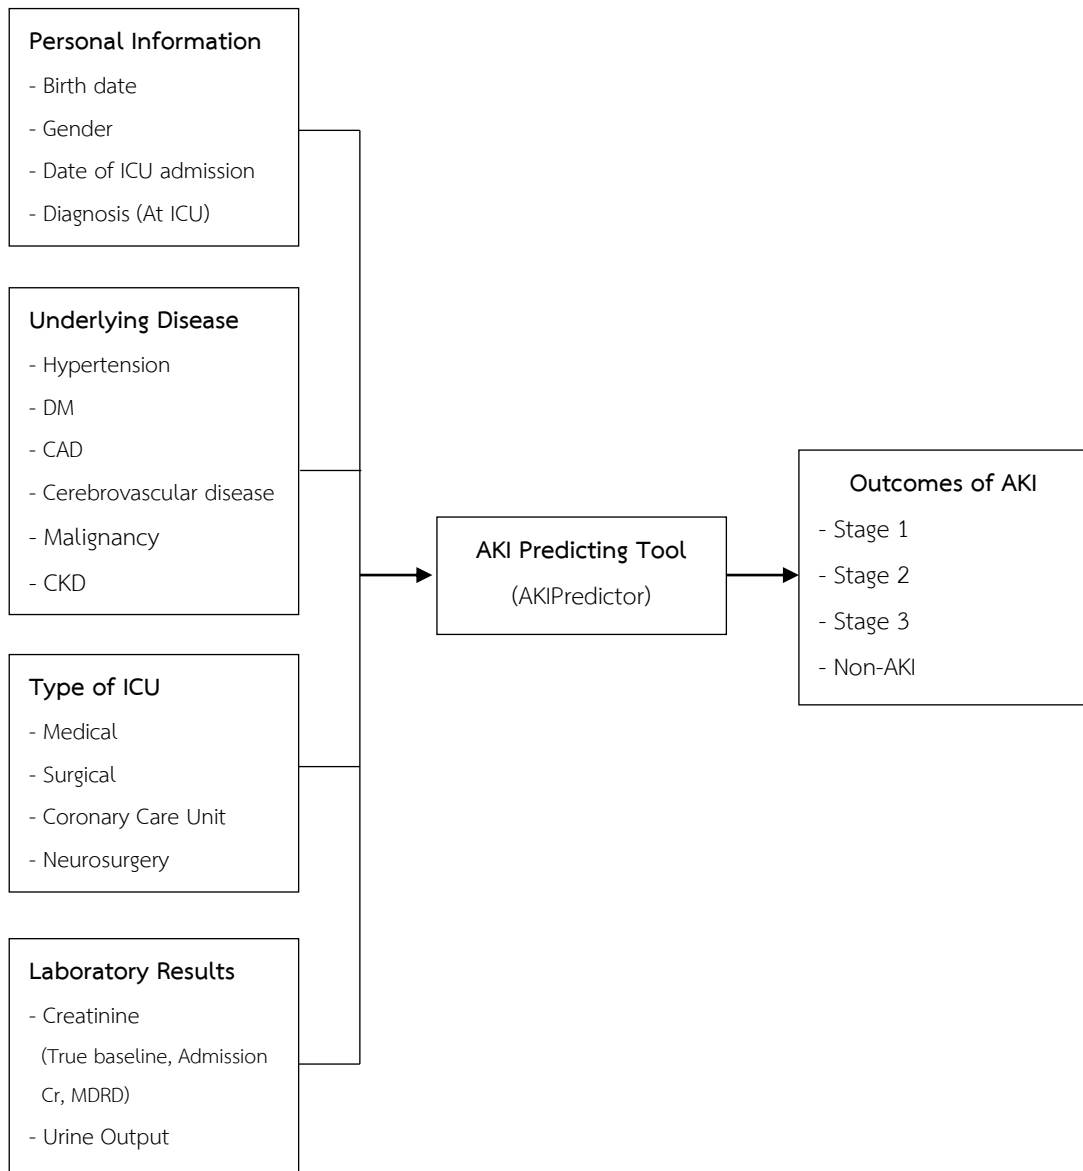 Personal Information
- Birth date
- Gender
- Date of ICU admission
- Diagnosis (At ICU)
Underlying Disease
- Hypertension
- DM
- CAD
- Cerebrovascular disease
- Malignancy
- CKD
Type of ICU
- Medical
- Surgical
- Coronary Care Unit
- Neurosurgery
Laboratory Results
- Creatinine
(True baseline, Admission
Cr, MDRD)
- Urine Output
AKI Predicting Tool
(AKIPredictor)
Outcomes of AKI
- Stage 1
- Stage 2
- Stage 3
- Non-AKI